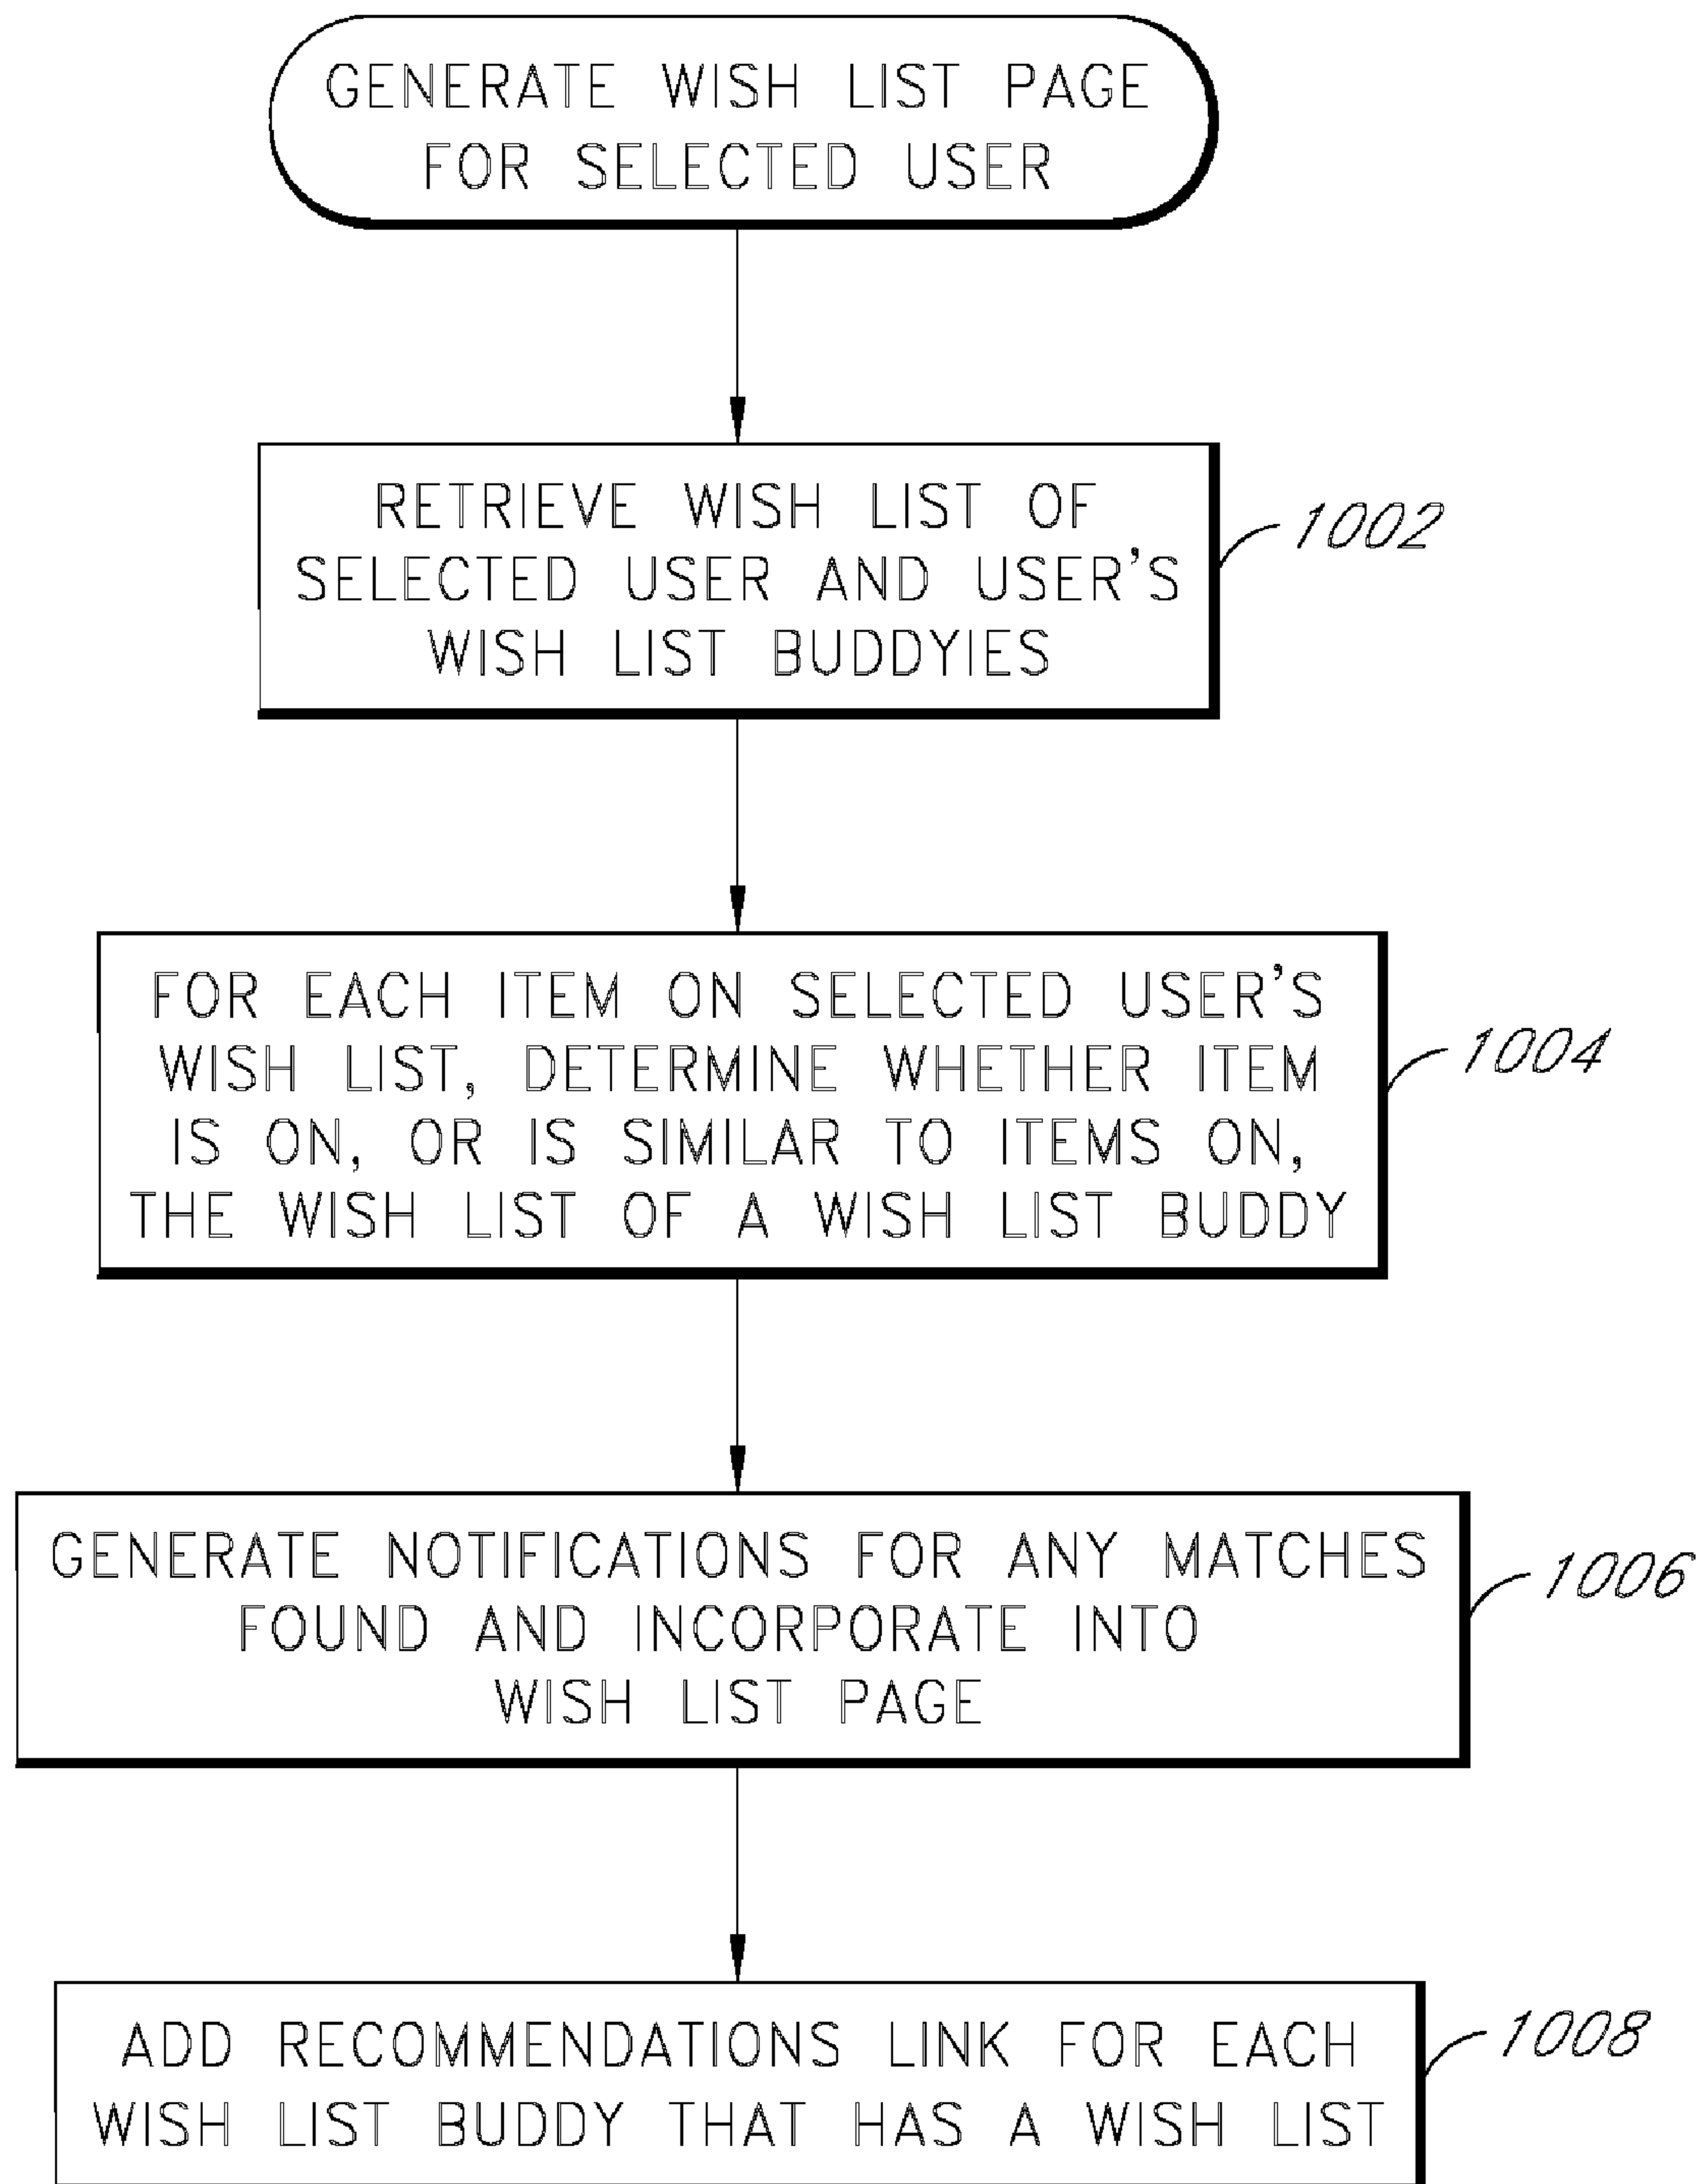 GENERATE WISH LIST PAGE
FOR SELECTED USER
RETRIEVE WISH LIST OF
SELECTED USER AND USER'S
WISH LIST BUDDYIES
1002
FOR EACH ITEM ON SELECTED USER'S
WISH LIST, DETERMINE WHETHER ITEM
IS ON, OR IS SIMILAR TO ITEMS ON,
THE WISH LIST OF A WISH LIST BUDDY
1004
GENERATE NOTIFICATIONS FOR ANY MATCHES
FOUND AND INCORPORATE INTO
WISH LIST PAGE
1006
ADD RECOMMENDATIONS LINK FOR EACH
WISH LIST BUDDY THAT HAS A WISH LIST
1008